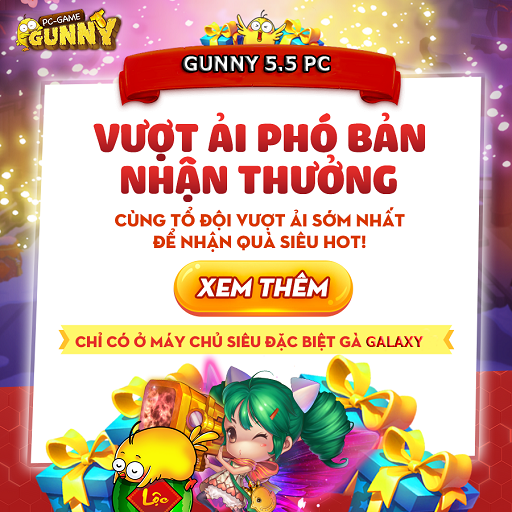 PC-GAME
GUNNY
GUNNY 5.5 PC
VƯỢT ẢI PHÓ BẢN
NHẬN THƯỞNG
CÙNG TỔ ĐỘI VƯỢT ẢI SỚM NHẤT
ĐỂ NHẬN QUÀ SIÊU HOT!
XEM THÊM
CHỈ CÓ Ở MÁY CHỦ SIÊU ĐẶC BIỆT GÀ GALAXY
Lộc